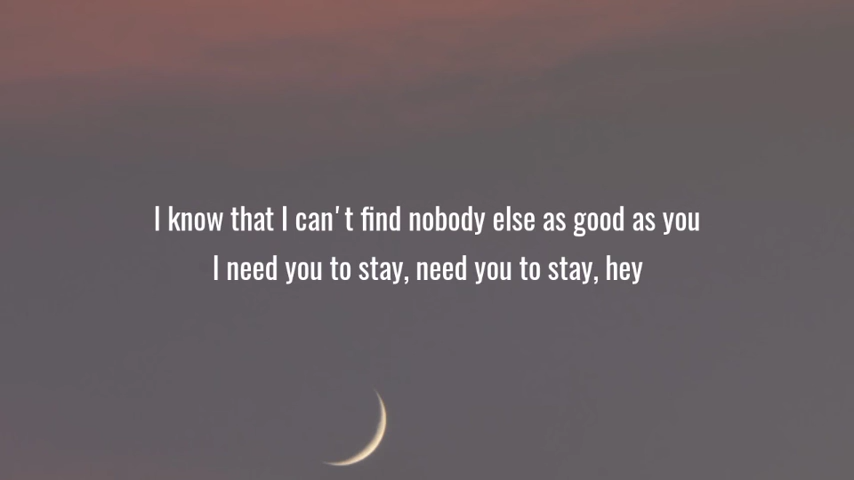 I know that I can't find nobody else as good as you
I need you to stay, need you to stay, hey